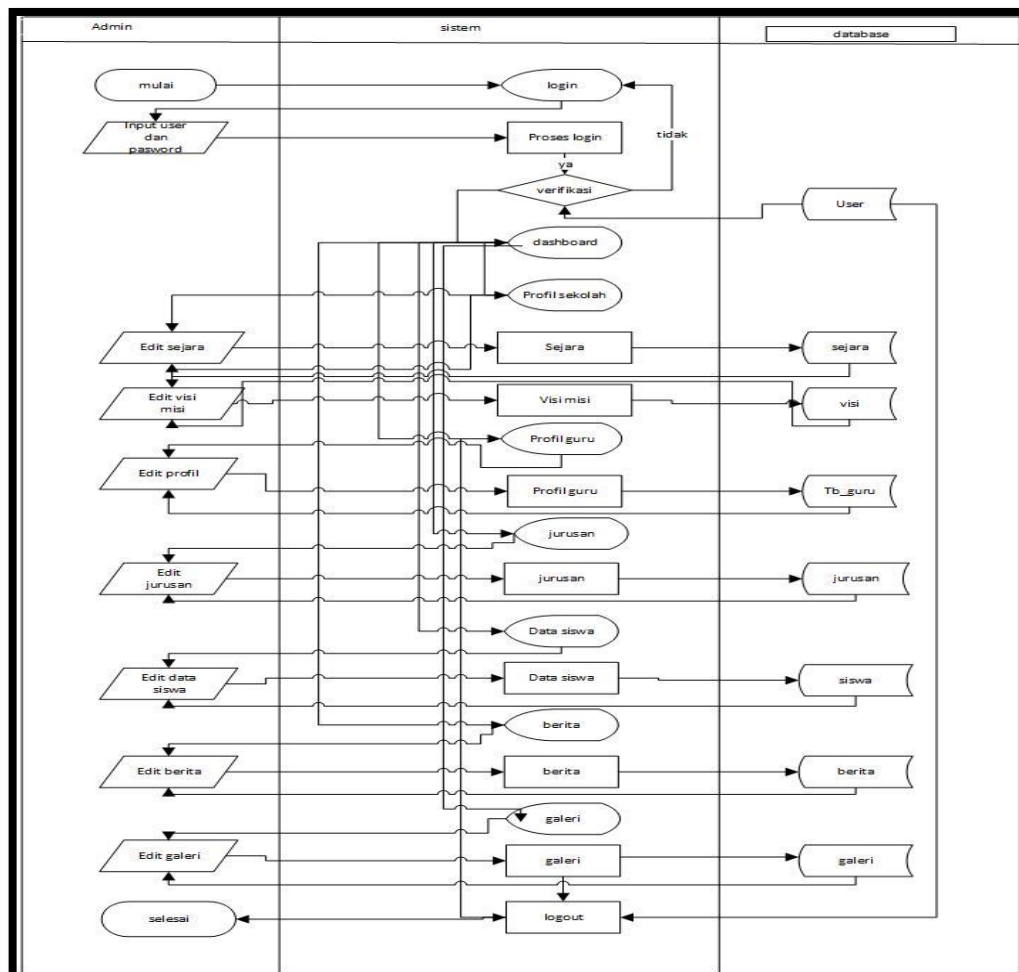 Admin
sistem
database
mulai
login
Input user
dan
pasword
Proses login
tidak
ya
verifikasi
User
dashboard
Profil sekolah
Edit sejara
Sejara
sejara
Edit visi
misi
Visi misi
visi
Profil guru
Edit profil
Profil guru
Tb_guru
jurusan
Edit
jurusan
jurusan
jurusan
Data siswa
Edit data
siswa
Data siswa
siswa
berita
Edit berita
berita
berita
galeri
Edit galeri
galeri
galeri
selesai
logout